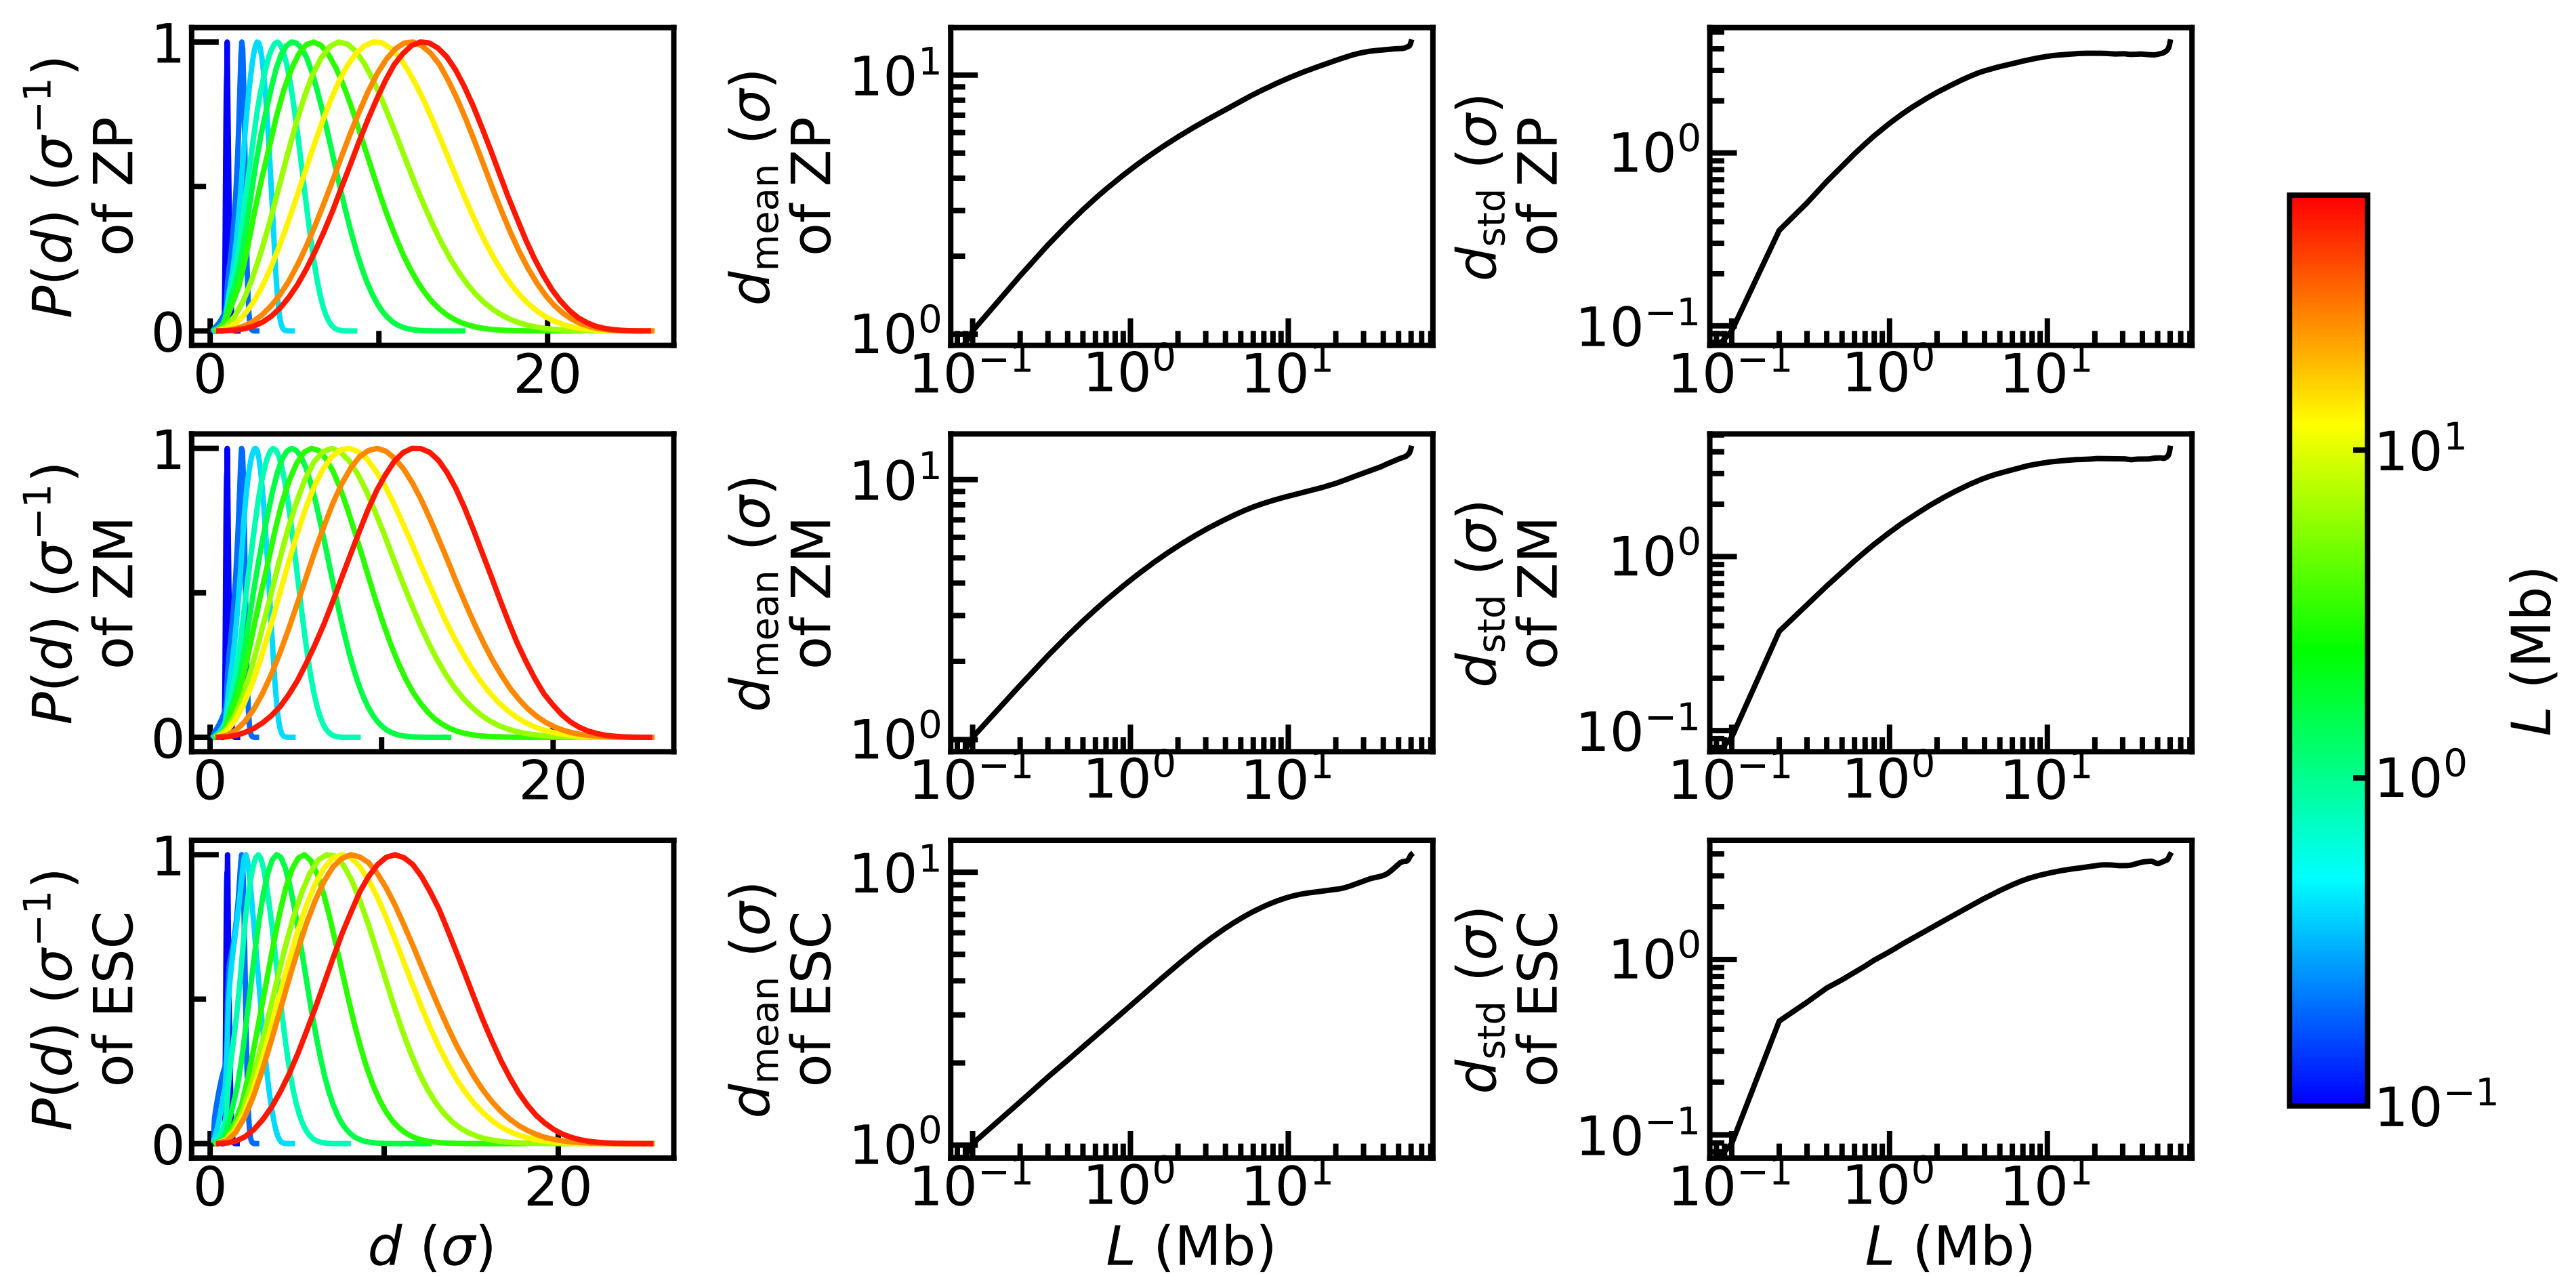 P(d) (σ⁻¹)
of ZP
1
0
0 20
d_mean (σ)
of ZP
10¹
10⁰
10⁻¹ 10⁰ 10¹
d_std (σ)
of ZP
10⁰
10⁻¹
10⁻¹ 10⁰ 10¹
P(d) (σ⁻¹)
of ZM
1
0
0 20
d_mean (σ)
of ZM
10¹
10⁰
10⁻¹ 10⁰ 10¹
d_std (σ)
of ZM
10⁰
10⁻¹
10⁻¹ 10⁰ 10¹
P(d) (σ⁻¹)
of ESC
1
0
0 20
d (σ)
d_mean (σ)
of ESC
10¹
10⁰
10⁻¹ 10⁰ 10¹
L (Mb)
d_std (σ)
of ESC
10⁰
10⁻¹
10⁻¹ 10⁰ 10¹
L (Mb)
10¹
10⁰
10⁻¹
L (Mb)